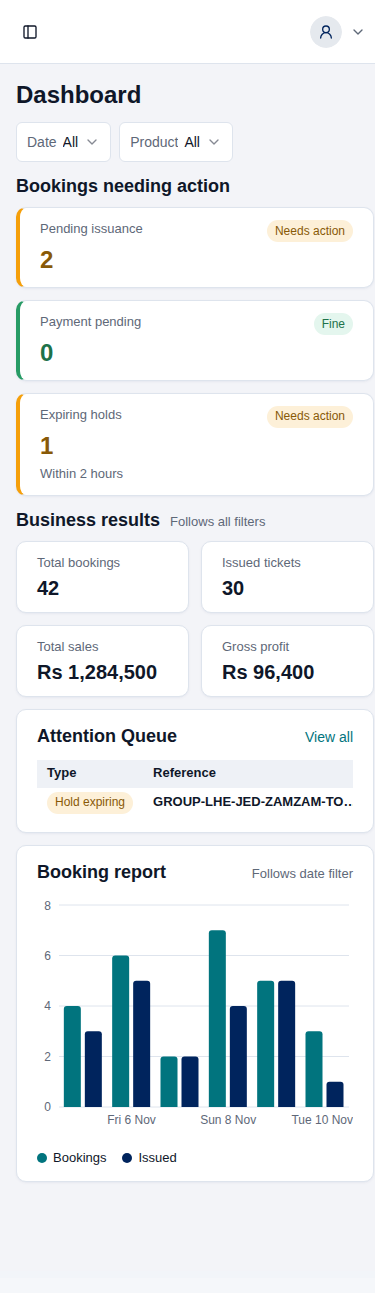 Dashboard
Date All Product All
Bookings needing action
Pending issuance Needs action
2
Payment pending Fine
0
Expiring holds Needs action
1
Within 2 hours
Business results Follows all filters
Total bookings Issued tickets
42 30
Total sales Gross profit
Rs 1,284,500 Rs 96,400
Attention Queue View all
Type Reference
Hold expiring GROUP-LHE-JED-ZAMZAM-TO..
Booking report Follows date filter
8
6
4
2
0
Fri 6 Nov Sun 8 Nov Tue 10 Nov
Bookings Issued